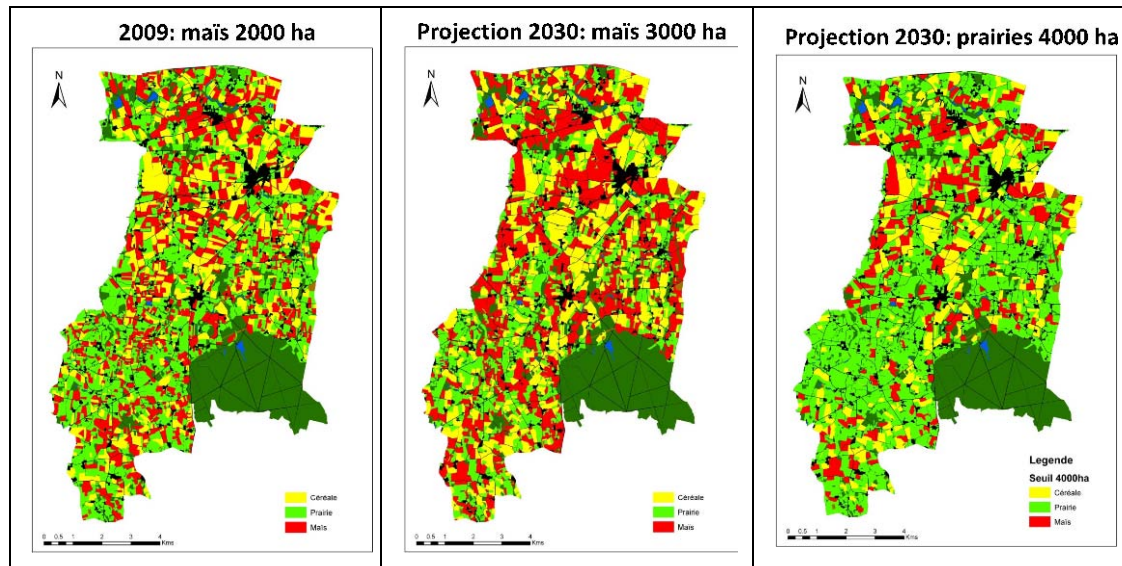 2009: maïs 2000 ha
N
Céréale
Prairie
Maïs
0 0.5 1 2 3 4
Kms
Projection 2030: maïs 3000 ha
N
Céréale
Prairie
Maïs
0 0.5 1 2 3 4
Kms
Projection 2030: prairies 4000 ha
N
Legende
Seuil 4000ha
Céréale
Prairie
Maïs
0 0.5 1 2 3 4
Kms